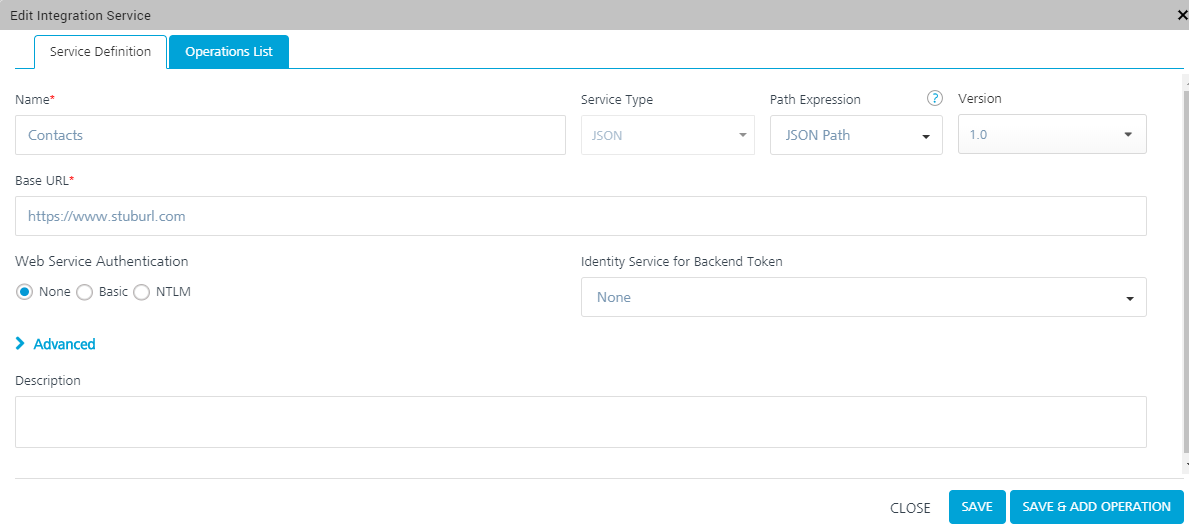 Edit Integration Service
Service Definition
Operations List
Name*
Service Type
Path Expression
?
Version
Contacts
JSON
JSON Path
1.0
Base URL*
https://www.stuburl.com
Web Service Authentication
Identity Service for Backend Token
None Basic NTLM
None
Advanced
Description
CLOSE
SAVE
SAVE & ADD OPERATION